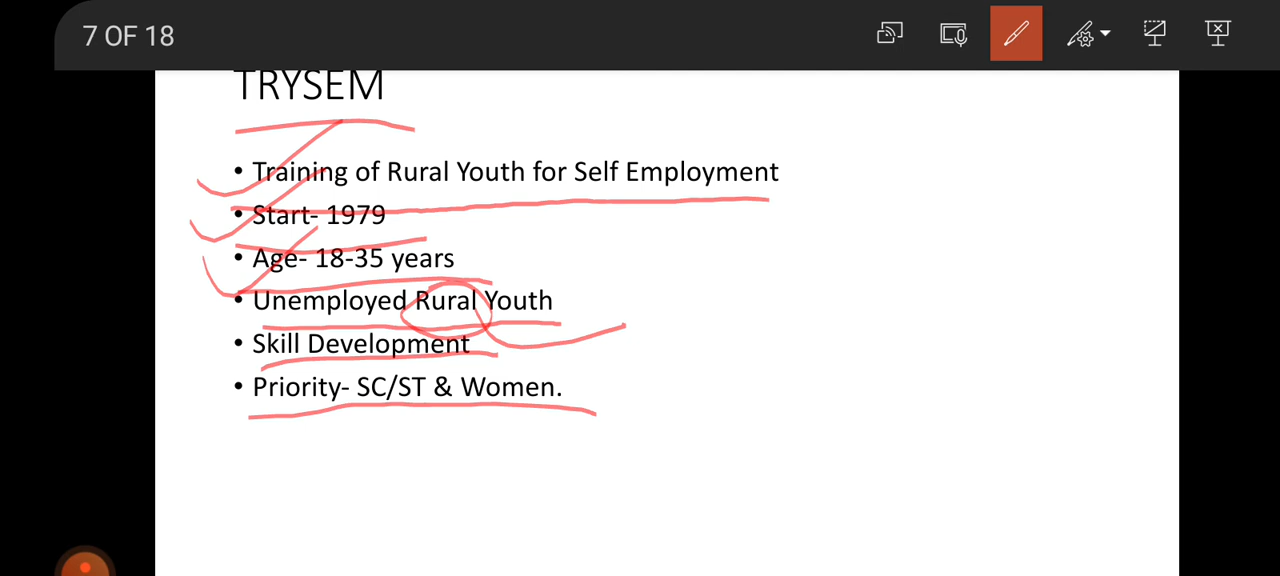 7 OF 18
TRYSEM
• Training of Rural Youth for Self Employment
• Start- 1979
• Age- 18-35 years
• Unemployed Rural Youth
• Skill Development
• Priority- SC/ST & Women.